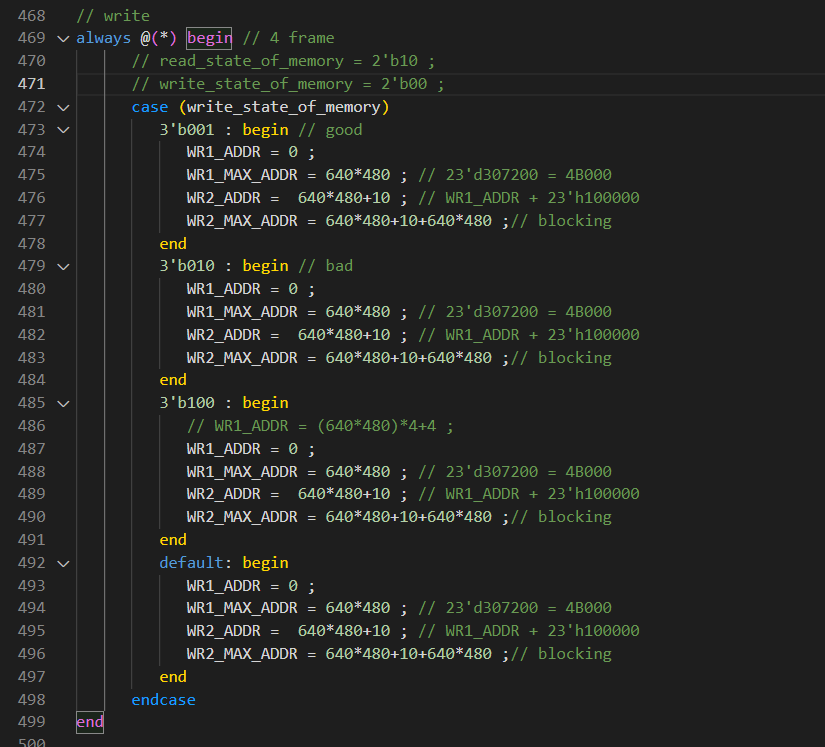 468 // write
469 always @(*) begin // 4 frame
470 // read_state_of_memory = 2'b10 ;
471 // write_state_of_memory = 2'b00 ;
472 case (write_state_of_memory)
473 3'b001 : begin // good
474 WR1_ADDR = 0 ;
475 WR1_MAX_ADDR = 640*480 ; // 23'd307200 = 4B000
476 WR2_ADDR =  640*480+10 ; // WR1_ADDR + 23'h100000
477 WR2_MAX_ADDR = 640*480+10+640*480 ;// blocking
478 end
479 3'b010 : begin // bad
480 WR1_ADDR = 0 ;
481 WR1_MAX_ADDR = 640*480 ; // 23'd307200 = 4B000
482 WR2_ADDR =  640*480+10 ; // WR1_ADDR + 23'h100000
483 WR2_MAX_ADDR = 640*480+10+640*480 ;// blocking
484 end
485 3'b100 : begin
486 // WR1_ADDR = (640*480)*4+4 ;
487 WR1_ADDR = 0 ;
488 WR1_MAX_ADDR = 640*480 ; // 23'd307200 = 4B000
489 WR2_ADDR =  640*480+10 ; // WR1_ADDR + 23'h100000
490 WR2_MAX_ADDR = 640*480+10+640*480 ;// blocking
491 end
492 default: begin
493 WR1_ADDR = 0 ;
494 WR1_MAX_ADDR = 640*480 ; // 23'd307200 = 4B000
495 WR2_ADDR =  640*480+10 ; // WR1_ADDR + 23'h100000
496 WR2_MAX_ADDR = 640*480+10+640*480 ;// blocking
497 end
498 endcase
499 end
500